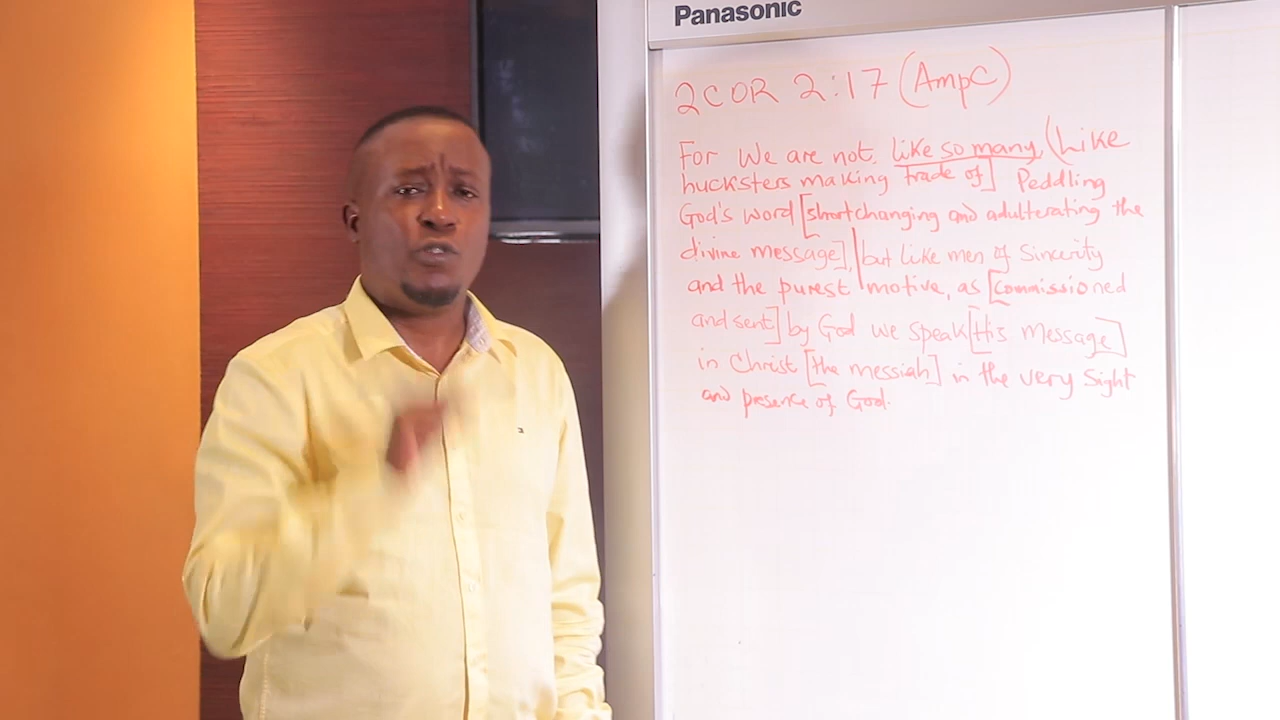 Panasonic
2COR 2:17 (AmpC)
For We are not, like so many, (Like
hucksters making trade of] Peddling
God's word [shortchanging and adulterating the
divine message], but like men of Sincerity
and the purest motive, as [Commissioned
and sent] by God we speak [His Message]
in Christ [the messiah] in the very Sight
and presence of God.